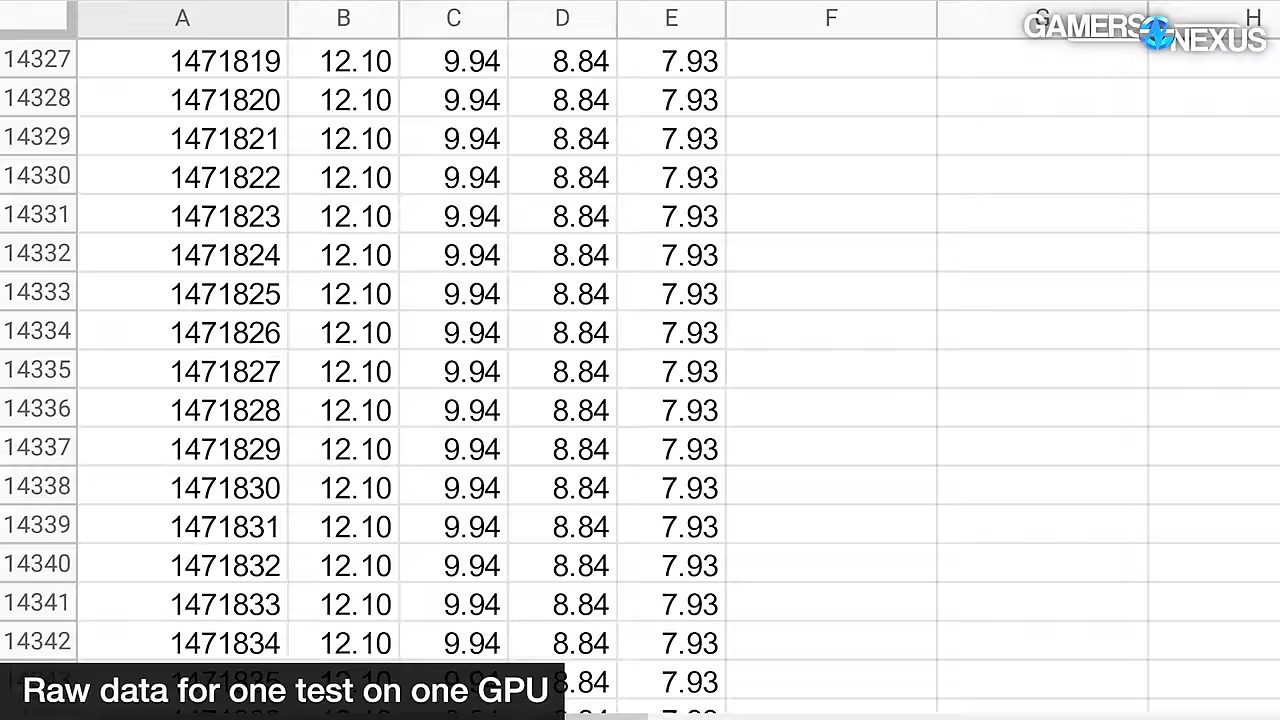 A B C D E F G H
GAMERS NEXUS
14327 1471819 12.10 9.94 8.84 7.93
14328 1471820 12.10 9.94 8.84 7.93
14329 1471821 12.10 9.94 8.84 7.93
14330 1471822 12.10 9.94 8.84 7.93
14331 1471823 12.10 9.94 8.84 7.93
14332 1471824 12.10 9.94 8.84 7.93
14333 1471825 12.10 9.94 8.84 7.93
14334 1471826 12.10 9.94 8.84 7.93
14335 1471827 12.10 9.94 8.84 7.93
14336 1471828 12.10 9.94 8.84 7.93
14337 1471829 12.10 9.94 8.84 7.93
14338 1471830 12.10 9.94 8.84 7.93
14339 1471831 12.10 9.94 8.84 7.93
14340 1471832 12.10 9.94 8.84 7.93
14341 1471833 12.10 9.94 8.84 7.93
14342 1471834 12.10 9.94 8.84 7.93
8.84 7.93
Raw data for one test on one GPU